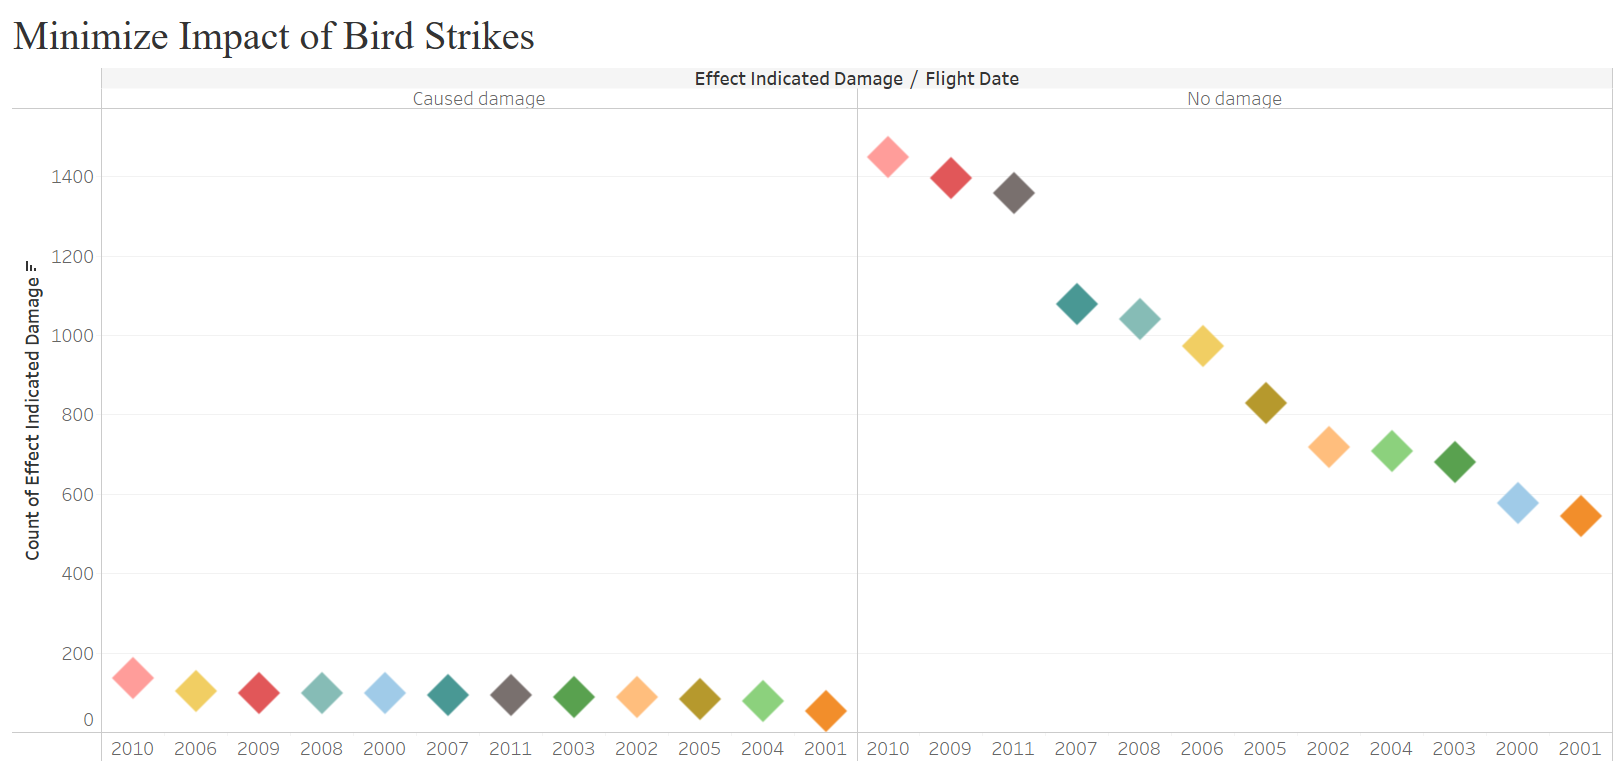 Minimize Impact of Bird Strikes
Effect Indicated Damage / Flight Date
Caused damage
No damage
Count of Effect Indicated Damage
1400
1200
1000
800
600
400
200
0
2010 2006 2009 2008 2000 2007 2011 2003 2002 2005 2004 2001
2010 2009 2011 2007 2008 2006 2005 2002 2004 2003 2000 2001